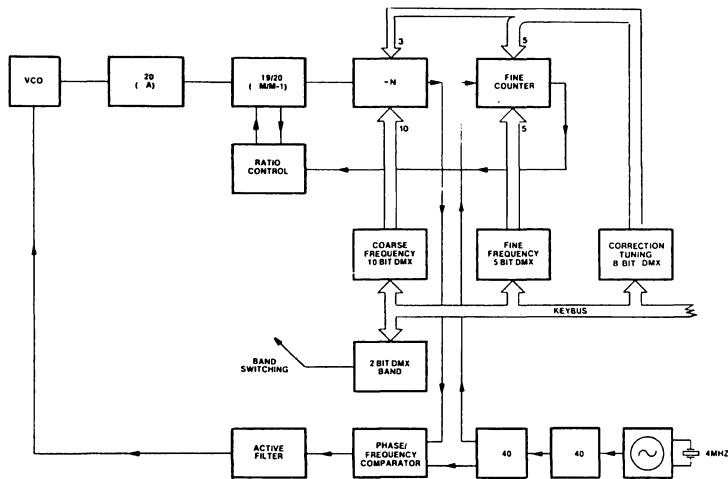 3
5
VCO
20
( A)
19/20
( M/M-1)
-N
FINE
COUNTER
10
5
RATIO
CONTROL
COARSE
FREQUENCY
10 BIT DMX
FINE
FREQUENCY
5 BIT DMX
CORRECTION
TUNING
8 BIT DMX
KEYBUS
BAND
SWITCHING
2 BIT DMX
BAND
ACTIVE
FILTER
PHASE/
FREQUENCY
COMPARATOR
40
40
4MHZ